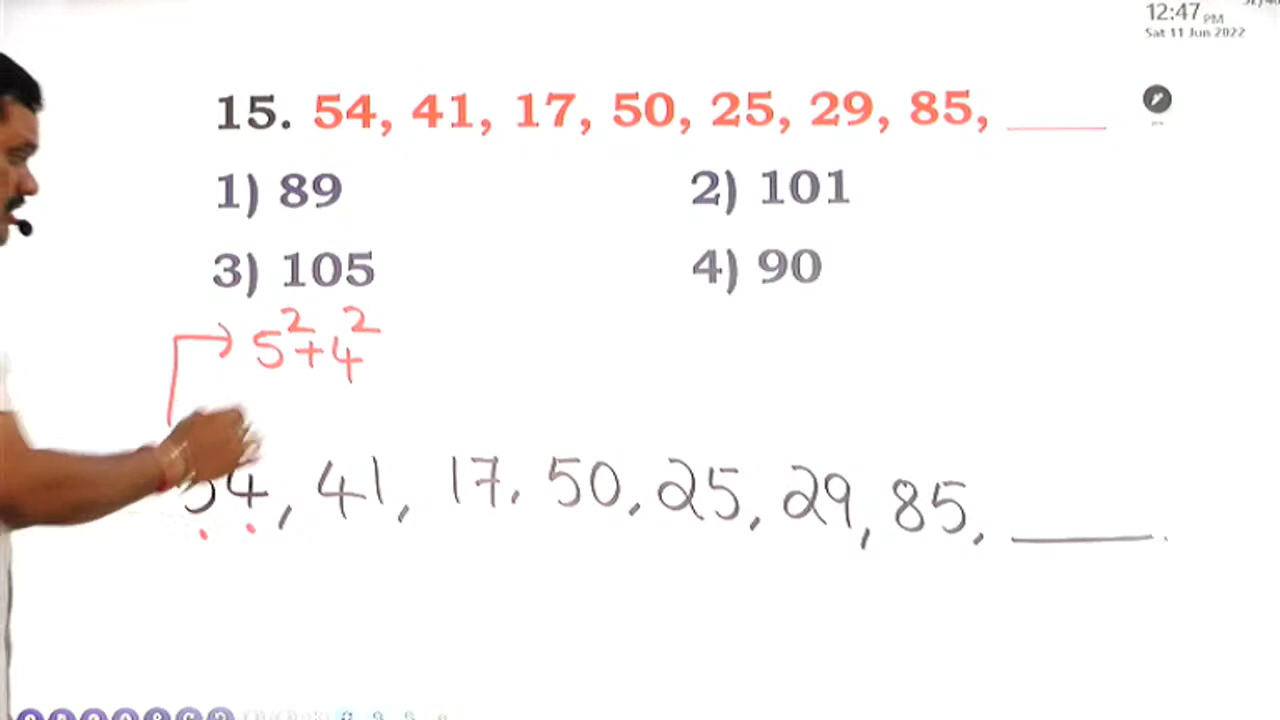 12:47 PM
Sat 11 Jun 2022
15. 54, 41, 17, 50, 25, 29, 85, ____
1) 89
2) 101
3) 105
4) 90
5²+4²
54, 41, 17. 50, 25, 29, 85, ____.